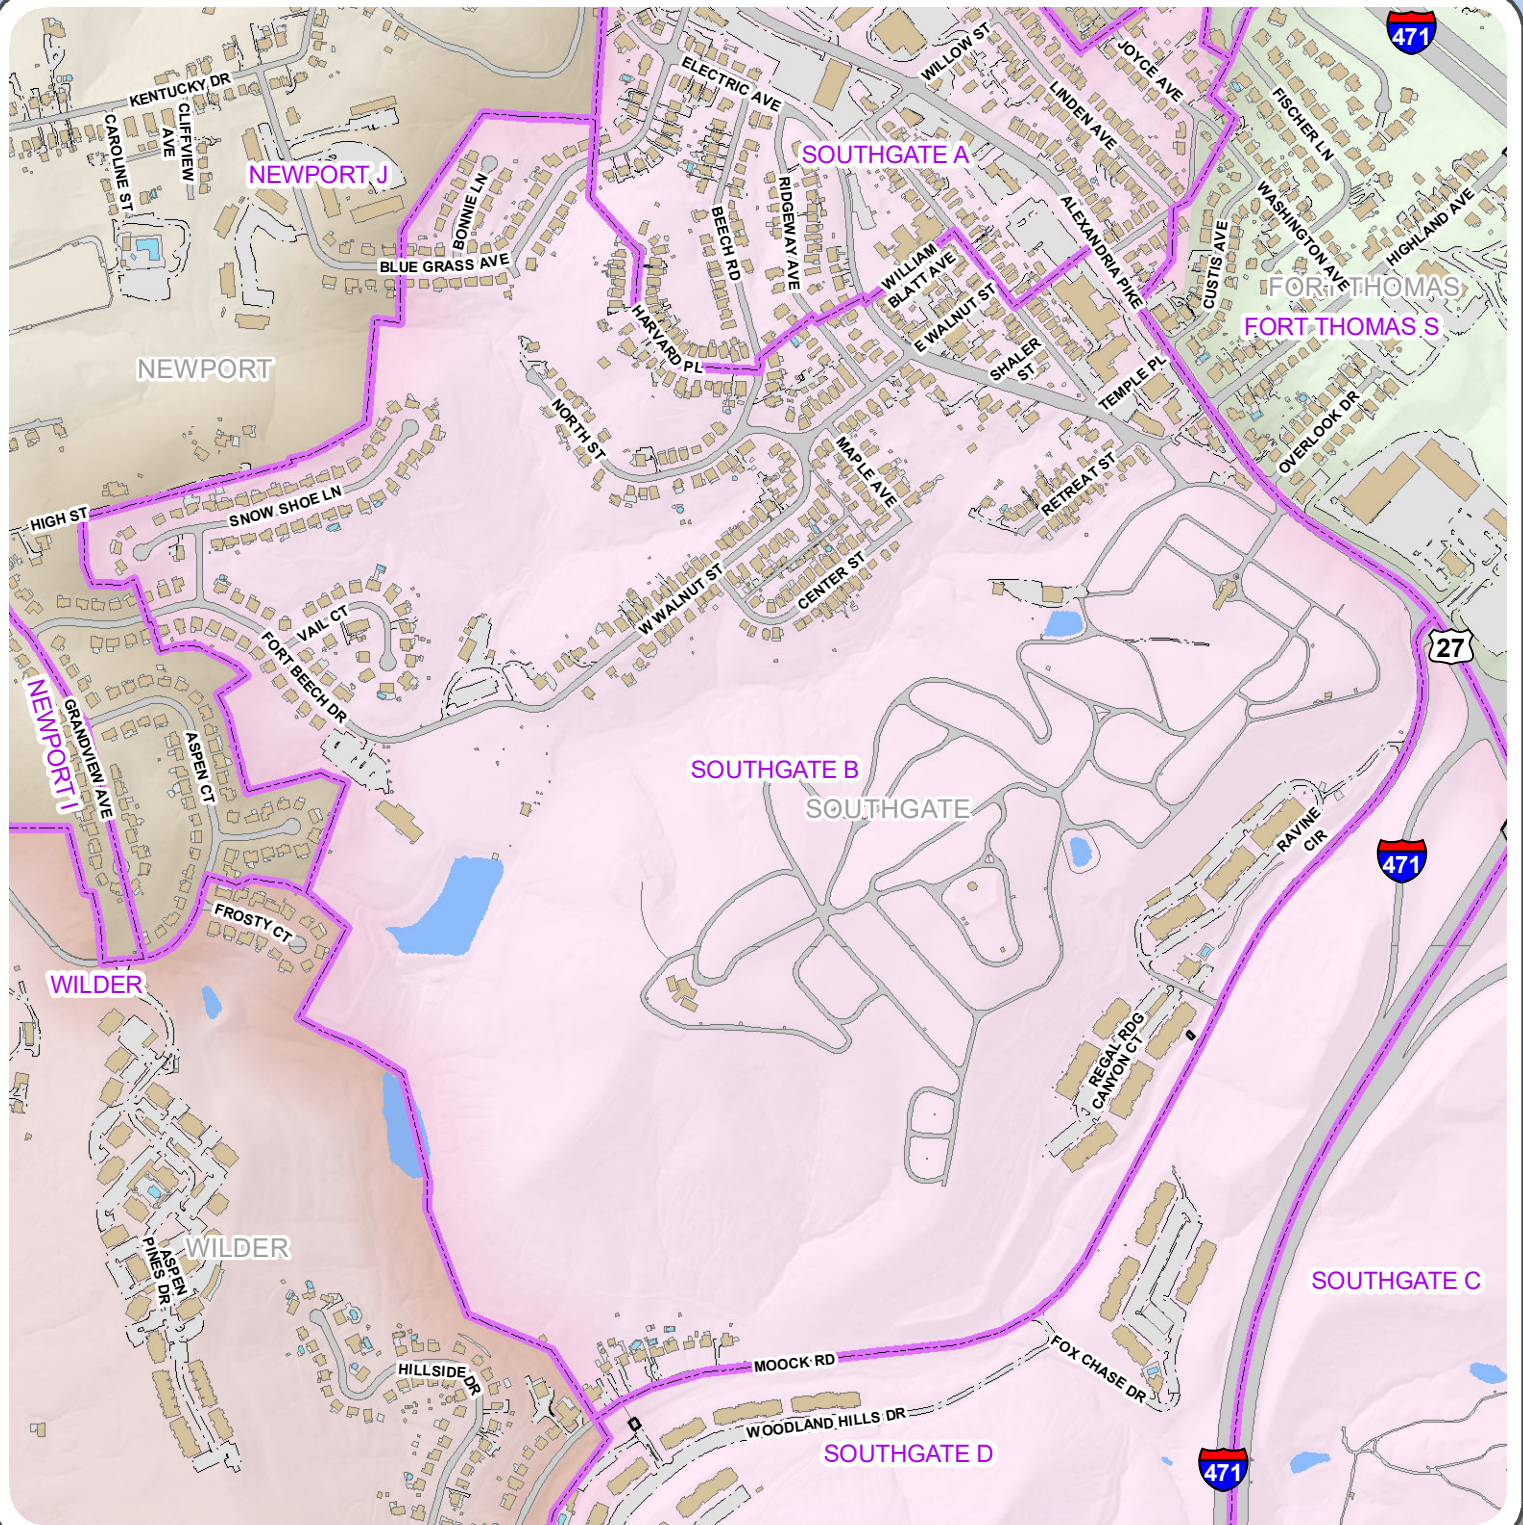 471
WILLOW ST
JOYCE AVE
ELECTRIC AVE
KENTUCKY DR
LINDEN AVE
FISCHER LN
CLIFFVIEW
AVE
CAROLINE ST
SOUTHGATE A
NEWPORT J
BONNIE LN
RIDGEWAY AVE
BEECH RD
ALEXANDRIA PIKE
WASHINGTON AVE
HIGHLAND AVE
CUSTIS AVE
BLUE GRASS AVE
WILLIAM
BLATT AVE
FORT THOMAS
FORT THOMAS S
E WALNUT ST
HARVARD PL
SHALER
ST
NEWPORT
TEMPLE PL
NORTH ST
OVERLOOK DR
MAPLE AVE
RETREAT ST
SNOW SHOE LN
HIGH ST
CENTER ST
W WALNUT ST
VAIL CT
FORT BEECH DR
27
NEWPORT I
GRANDVIEW AVE
ASPEN CT
SOUTHGATE B
SOUTHGATE
RAVINE
CIR
471
FROSTY CT
WILDER
REGAL RDG
CANYON CT
WILDER
ASPEN
PINES DR
SOUTHGATE C
MOOCK RD
FOX CHASE DR
HILLSIDE DR
WOODLAND HILLS DR
SOUTHGATE D
471